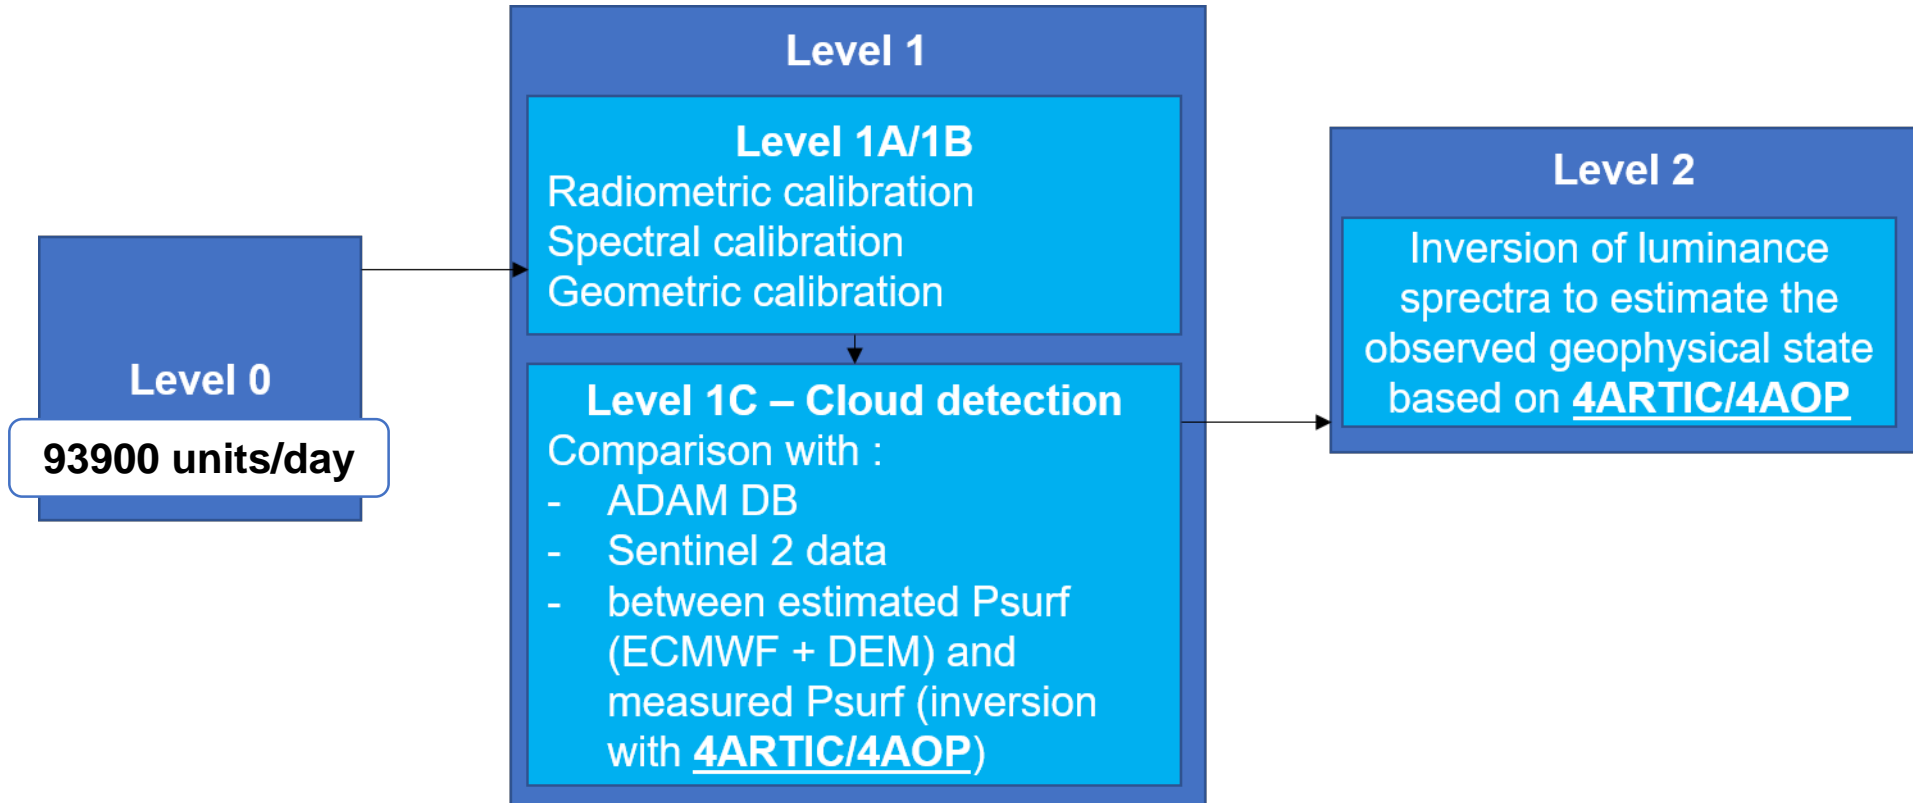 Level 0
93900 units/day
Level 1
Level 1A/1B
Radiometric calibration
Spectral calibration
Geometric calibration
Level 1C – Cloud detection
Comparison with :
- ADAM DB
- Sentinel 2 data
- between estimated Psurf
(ECMWF + DEM) and
measured Psurf (inversion
with 4ARTIC/4AOP)
Level 2
Inversion of luminance
sprectra to estimate the
observed geophysical state
based on 4ARTIC/4AOP